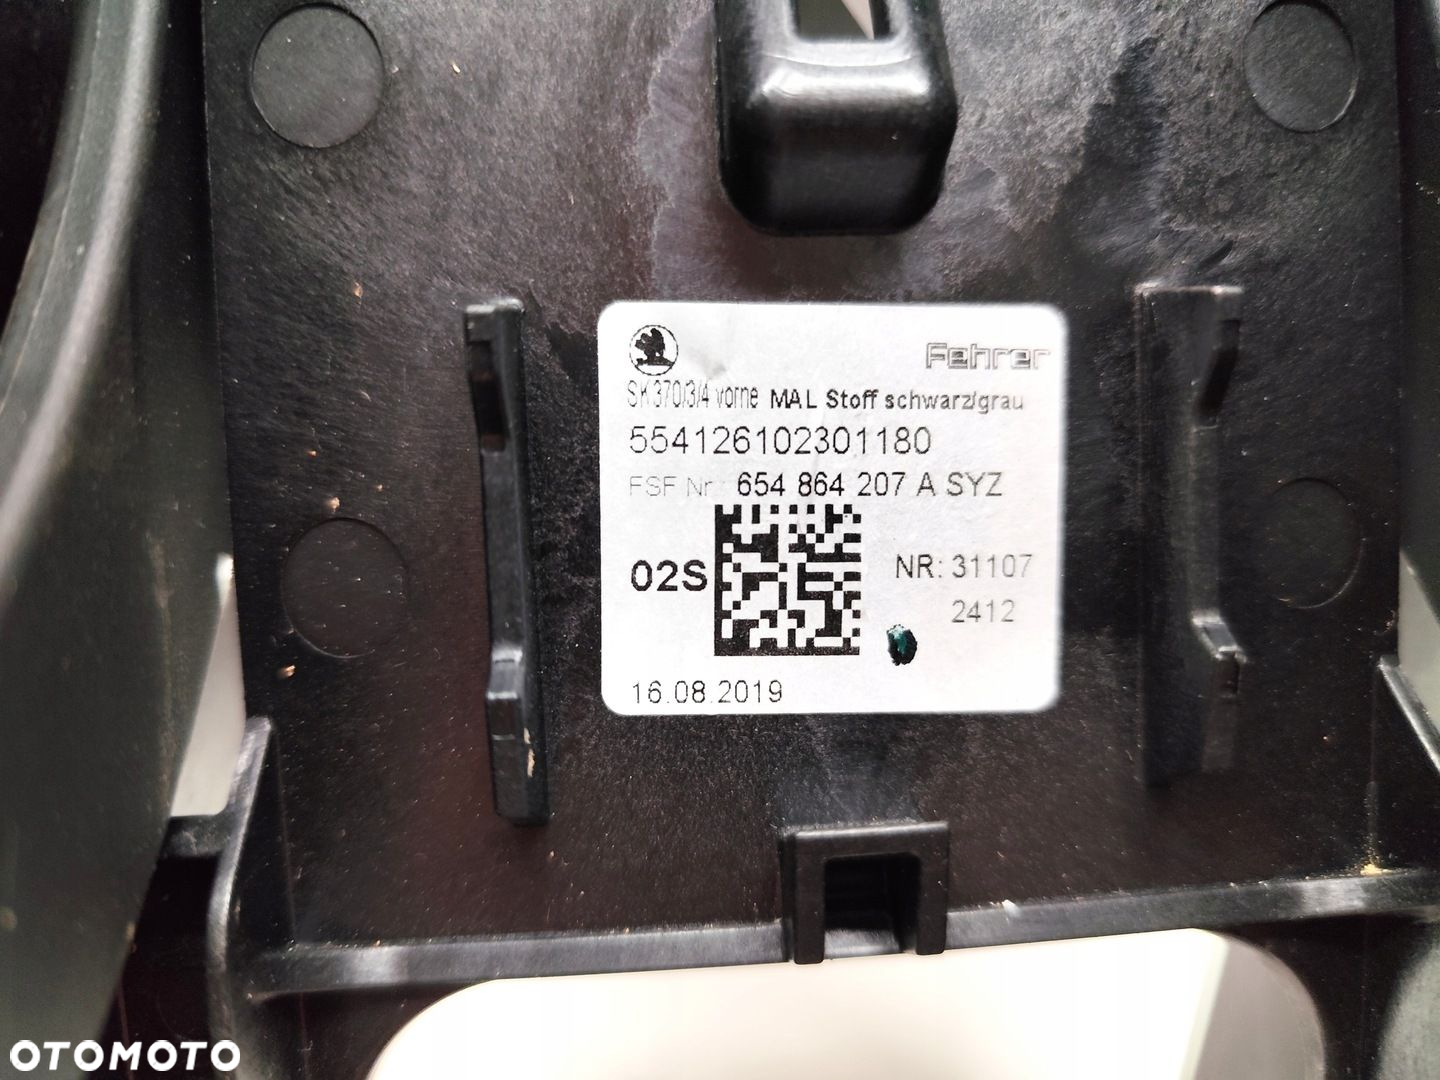 Fehrer
SK370/3/4 vorne MAL Stoff schwarz/grau
554126102301180
FSF Nr.: 654 864 207 A SYZ
02S
NR: 31107
2412
16.08.2019
OTOMOTO